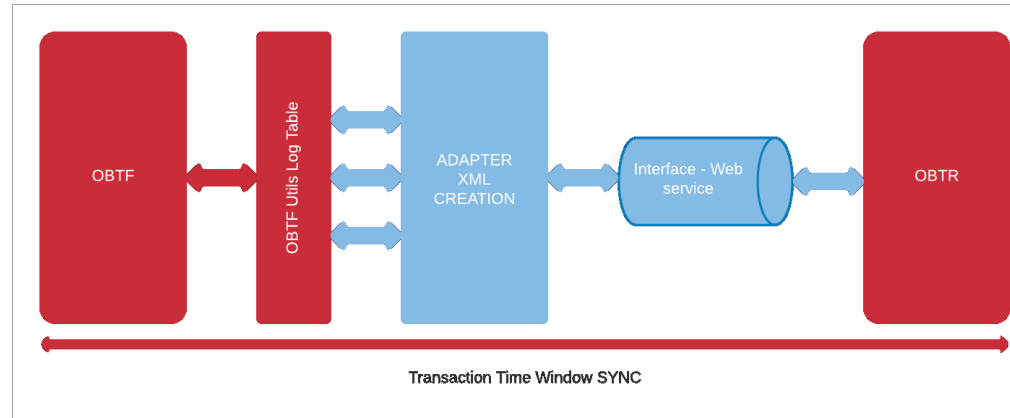 OBTF
OBTF Utils Log Table
ADAPTER
XML
CREATION
Interface - Web
service
OBTR
Transaction Time Window SYNC